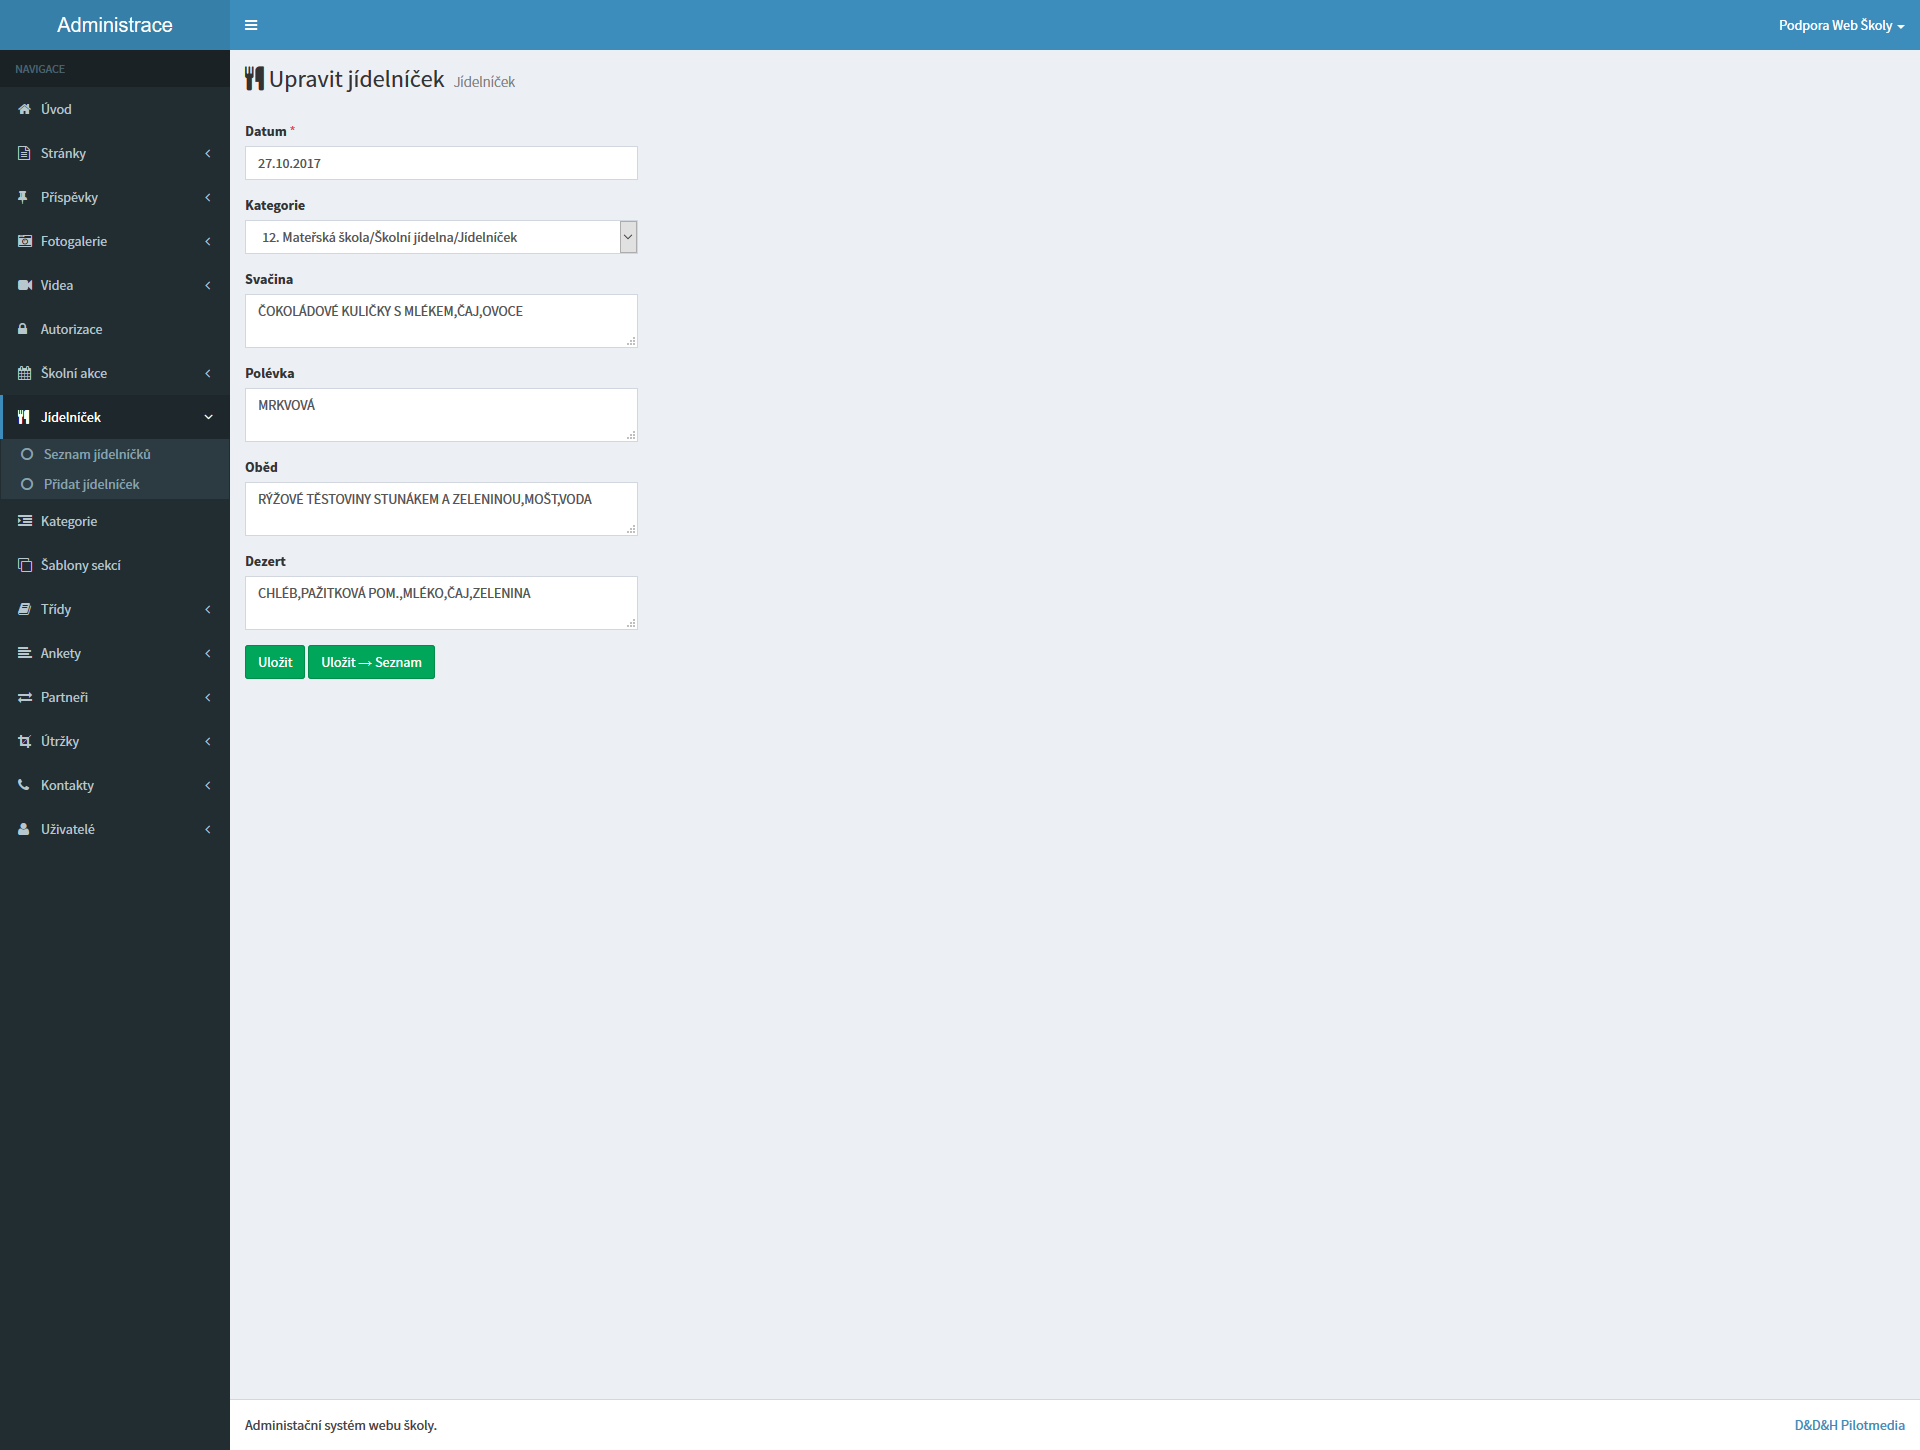 Administrace
Podpora Web Školy
NAVIGACE
Úvod
Stránky
Příspěvky
Fotogalerie
Videa
Autorizace
Školní akce
Jídelníček
Seznam jídelníčků
Přidat jídelníček
Kategorie
Šablony sekcí
Třídy
Ankety
Partneři
Útržky
Kontakty
Uživatelé
Upravit jídelníček Jídelníček
Datum *
27.10.2017
Kategorie
12. Mateřská škola/Školní jídelna/Jídelníček
Svačina
ČOKOLÁDOVÉ KULIČKY S MLÉKEM,ČAJ,OVOCE
Polévka
MRKVOVÁ
Oběd
RÝŽOVÉ TĚSTOVINY STUNÁKEM A ZELENINOU,MOŠT,VODA
Dezert
CHLÉB,PAŽITKOVÁ POM.,MLÉKO,ČAJ,ZELENINA
Uložit
Uložit → Seznam
Administační systém webu školy.
D&D&H Pilotmedia